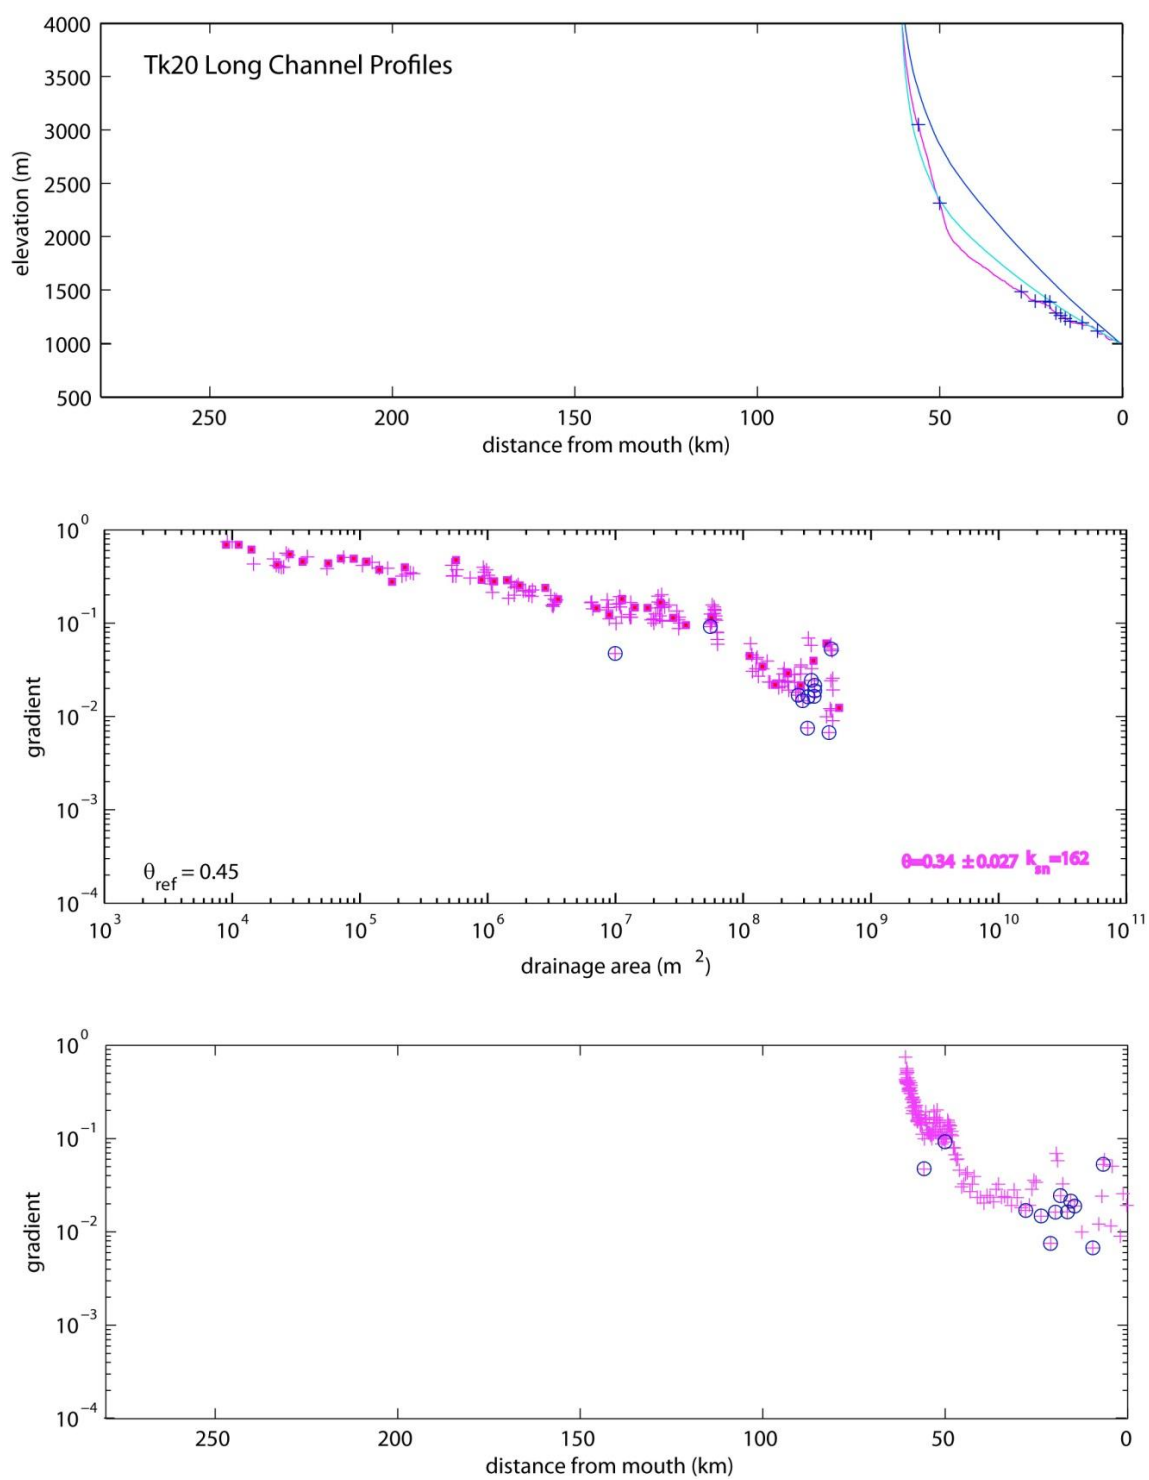 4000
Tk20 Long Channel Profiles
3500
3000
2500
2000
1500
1000
500
elevation (m)
250 200 150 100 50 0
distance from mouth (km)
10^0
10^−1
10^−2
10^−3
10^−4
gradient
θref = 0.45
θ=0.34 ±0.027 ksn=162
10^3 10^4 10^5 10^6 10^7 10^8 10^9 10^10 10^11
drainage area (m ^2)
10^0
10^−1
10^−2
10^−3
10^−4
gradient
250 200 150 100 50 0
distance from mouth (km)